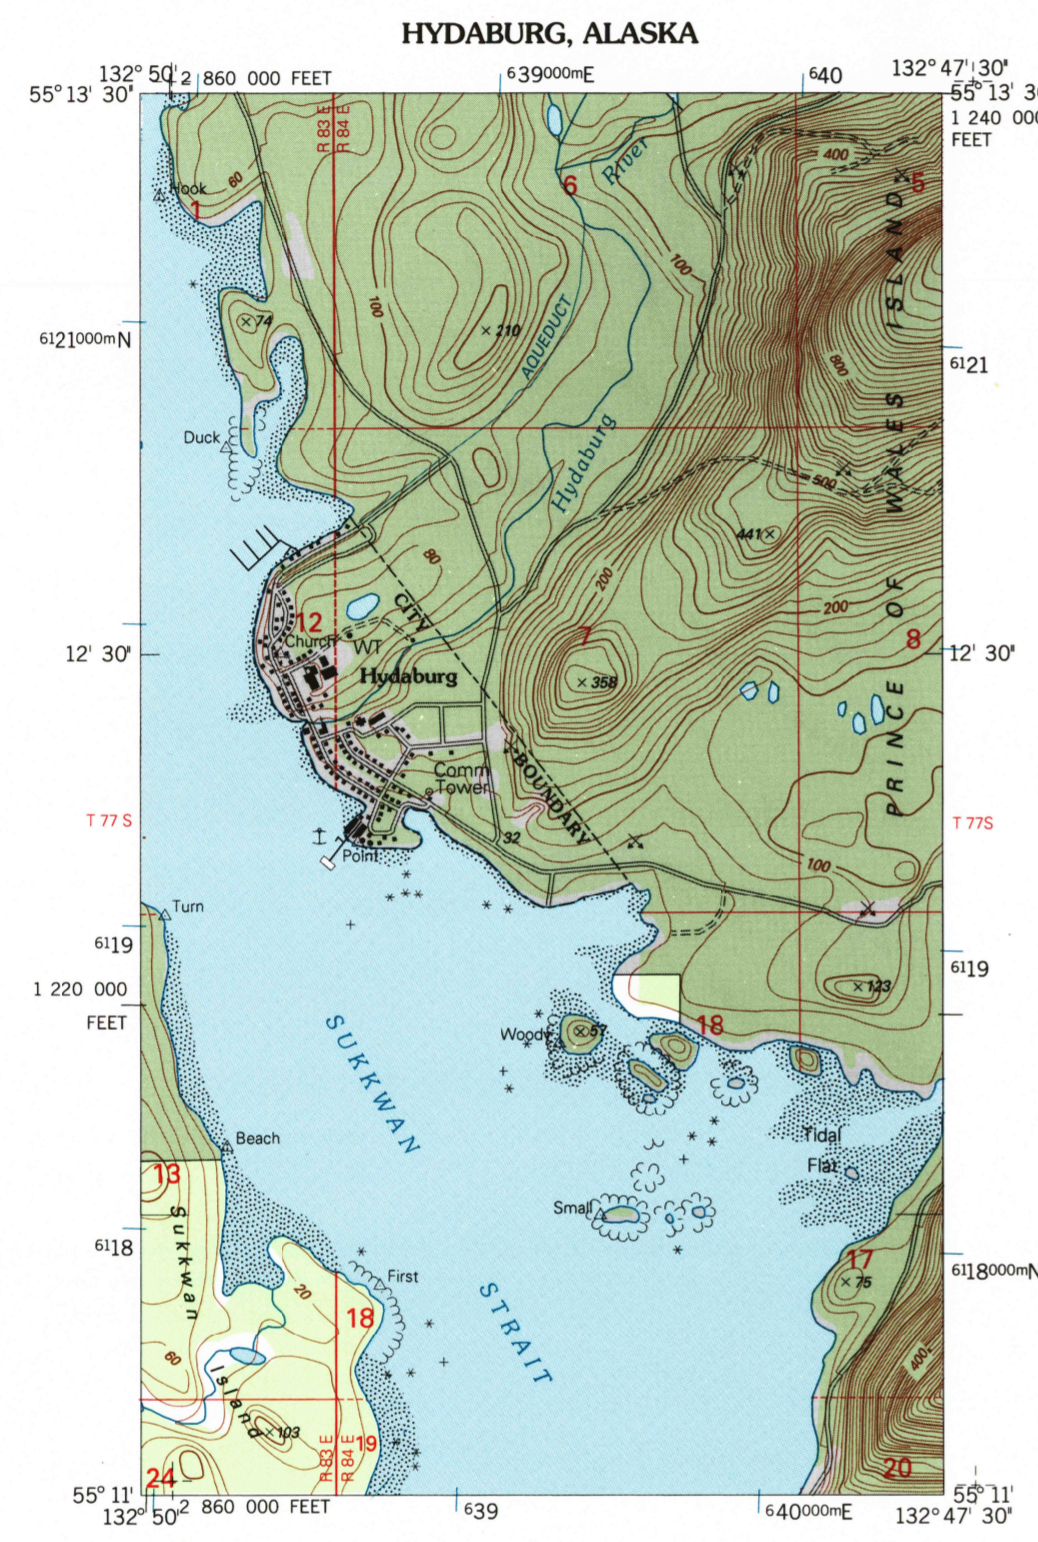 HYDABURG, ALASKA
132° 50'
2 860 000 FEET
639000mE
640
132° 47' 30"
55° 13' 30"
55° 13' 30
1 240 000
FEET
R 83 E
R 84 E
River
400
5
6
60
Hook
1
100
100
74
210
AQUEDUCT
6121000mN
6121
800
PRINCE OF WALES ISLAND
Duck
Hydaburg
500
441
80
200
CITY
200
12
7
8
Church
WT
12' 30"
12' 30"
Hydaburg
358
BOUNDARY
Comm
Tower
T 77 S
T 77S
32
Point
100
Turn
6119
6119
1 220 000
FEET
123
Woody
57
18
SUKKWAN
Beach
Tidal
Flat
13
Sukkwan
Small
6118
6118000mN
17
75
First
20
STRAIT
18
60
400
Island
103
R 83 E
R 84 E
19
24
20
55° 11'
55° 11'
132° 50'
2 860 000 FEET
639
640000mE
132° 47' 30"